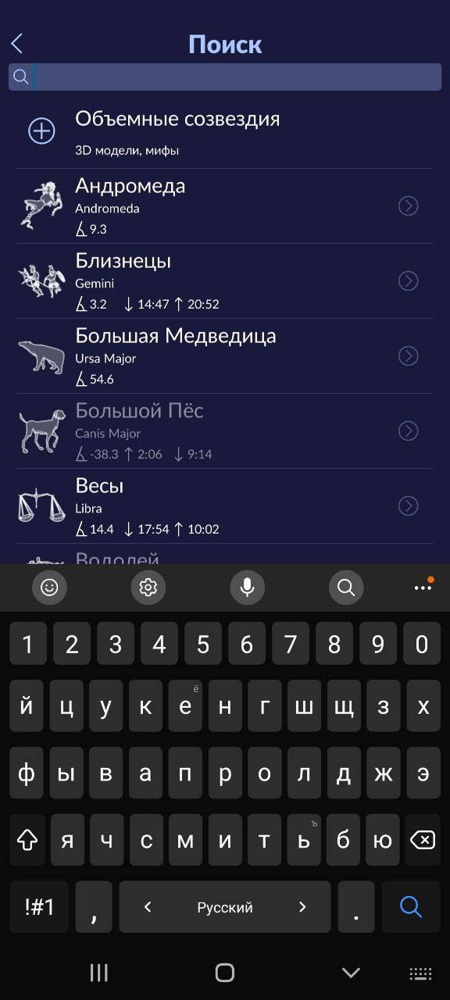 Поиск
Объемные созвездия
3D модели, мифы
Андромеда
Andromeda
9.3
Близнецы
Gemini
3.2 ↓ 14:47 ↑ 20:52
Большая Медведица
Ursa Major
54.6
Большой Пёс
Canis Major
-38.3 ↑ 2:06 ↓ 9:14
Весы
Libra
14.4 ↓ 17:54 ↑ 10:02
Водолей
1 2 3 4 5 6 7 8 9 0
й ц у к е ё н г ш щ з х
ф ы в а п р о л д ж э
я ч с м и т ь ъ б ю
!#1 , < Русский > .